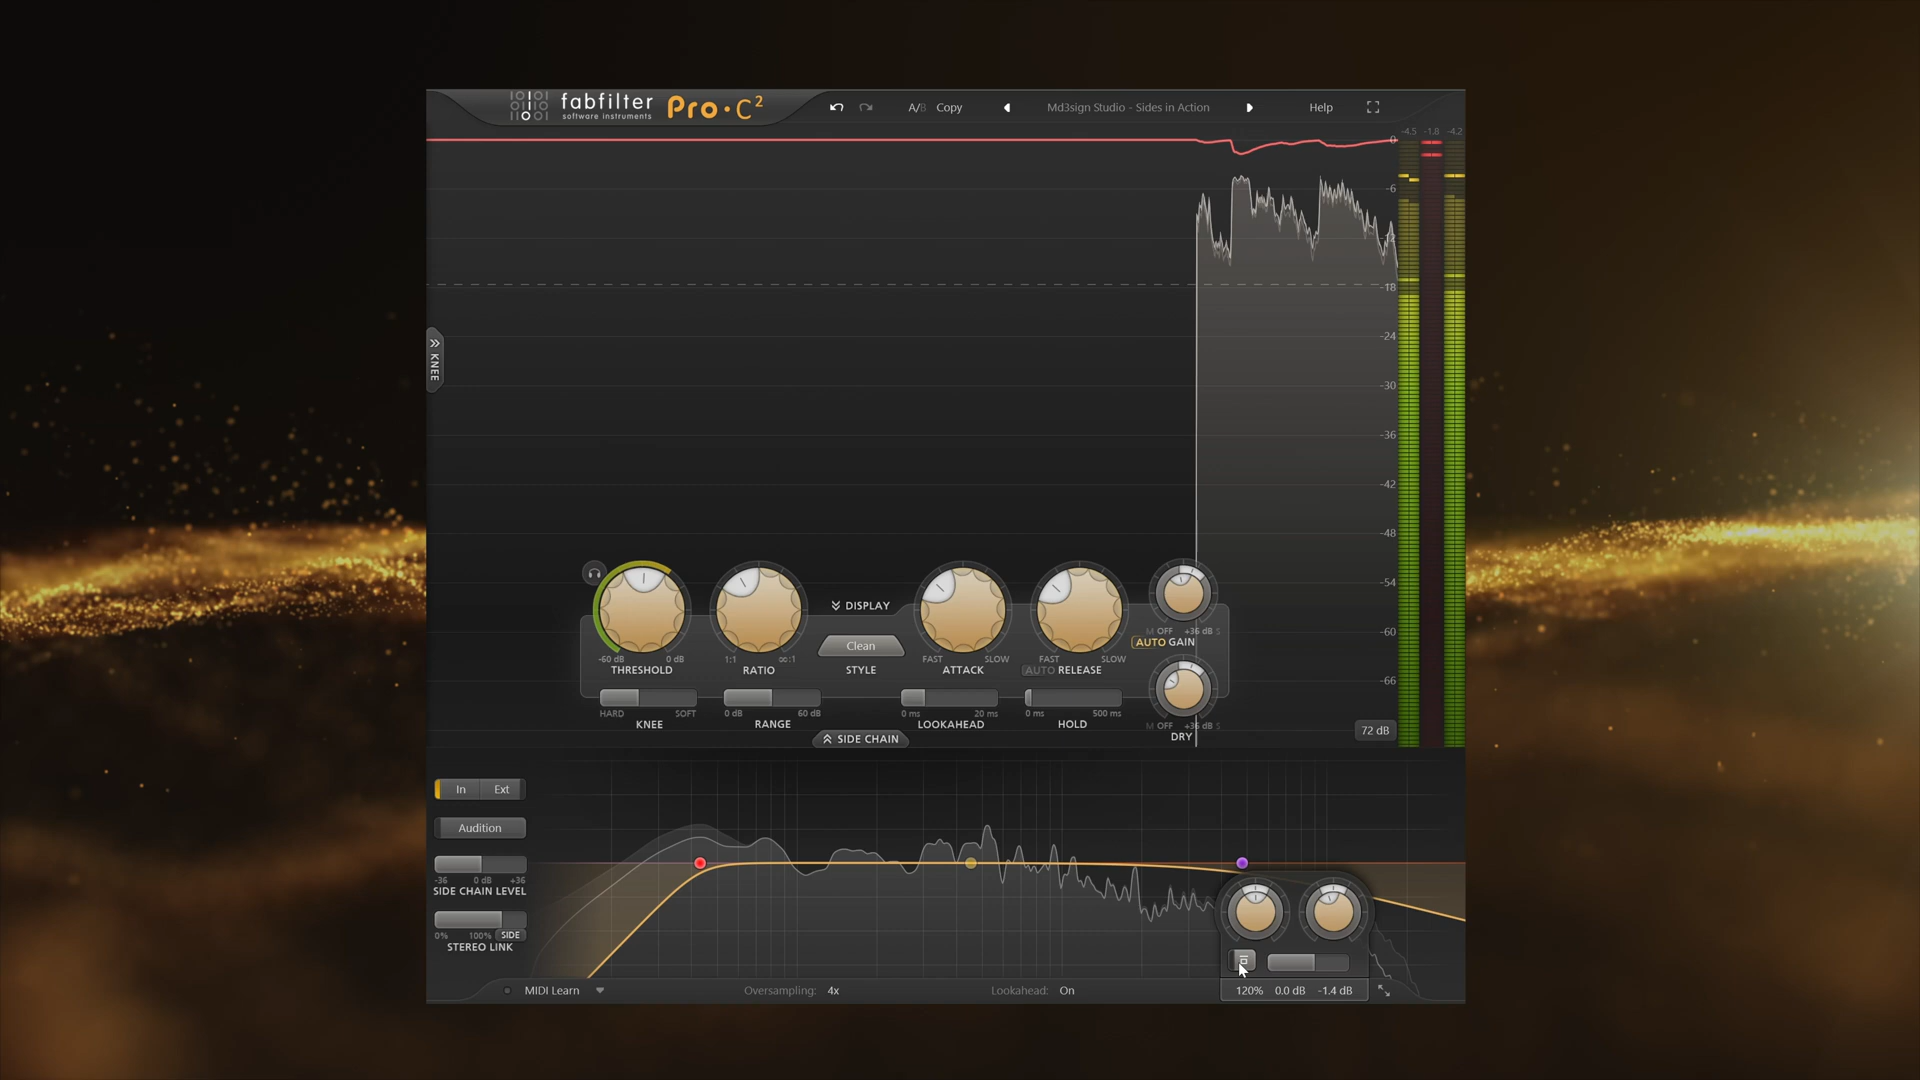 fabfilter Pro·C²
software instruments
A/B Copy
Md3sign Studio - Sides in Action
Help
-4.5 -1.8 -4.2
0
-6
-12
-18
-24
-30
-36
-42
-48
-54
-60
-66
72 dB
KNEE
-60 dB 0 dB
THRESHOLD
1:1 ∞:1
RATIO
DISPLAY
Clean
STYLE
FAST SLOW
ATTACK
FAST SLOW
AUTO RELEASE
M OFF +36 dB S
AUTO GAIN
HARD SOFT
KNEE
0 dB 60 dB
RANGE
0 ms 20 ms
LOOKAHEAD
0 ms 500 ms
HOLD
M OFF +36 dB S
DRY
SIDE CHAIN
In Ext
Audition
-36 0 dB +36
SIDE CHAIN LEVEL
0% 100% SIDE
STEREO LINK
MIDI Learn
Oversampling: 4x
Lookahead: On
120% 0.0 dB -1.4 dB